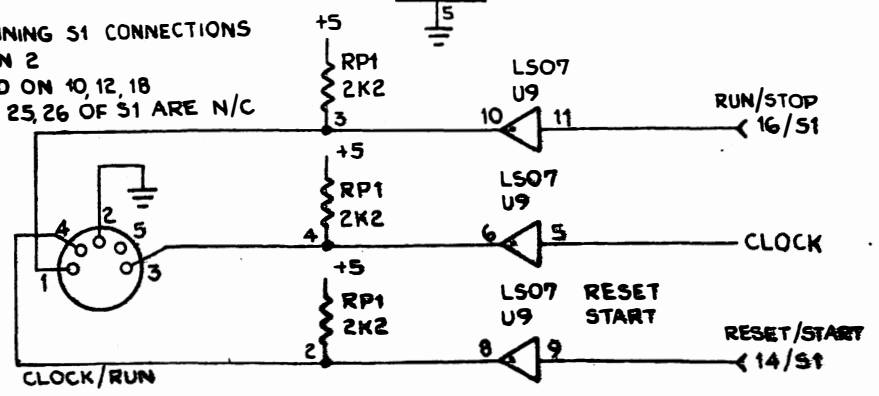 5
+5
NING S1 CONNECTIONS
N 2
D ON 10, 12, 18
25, 26 OF S1 ARE N/C
RP1
2K2
3
LS07
U9
10
11
RUN/STOP
16/S1
+5
RP1
2K2
4
LS07
U9
6
5
CLOCK
4
2
5
1
3
+5
RP1
2K2
2
LS07
U9
8
9
RESET
START
RESET/START
14/S1
CLOCK/RUN